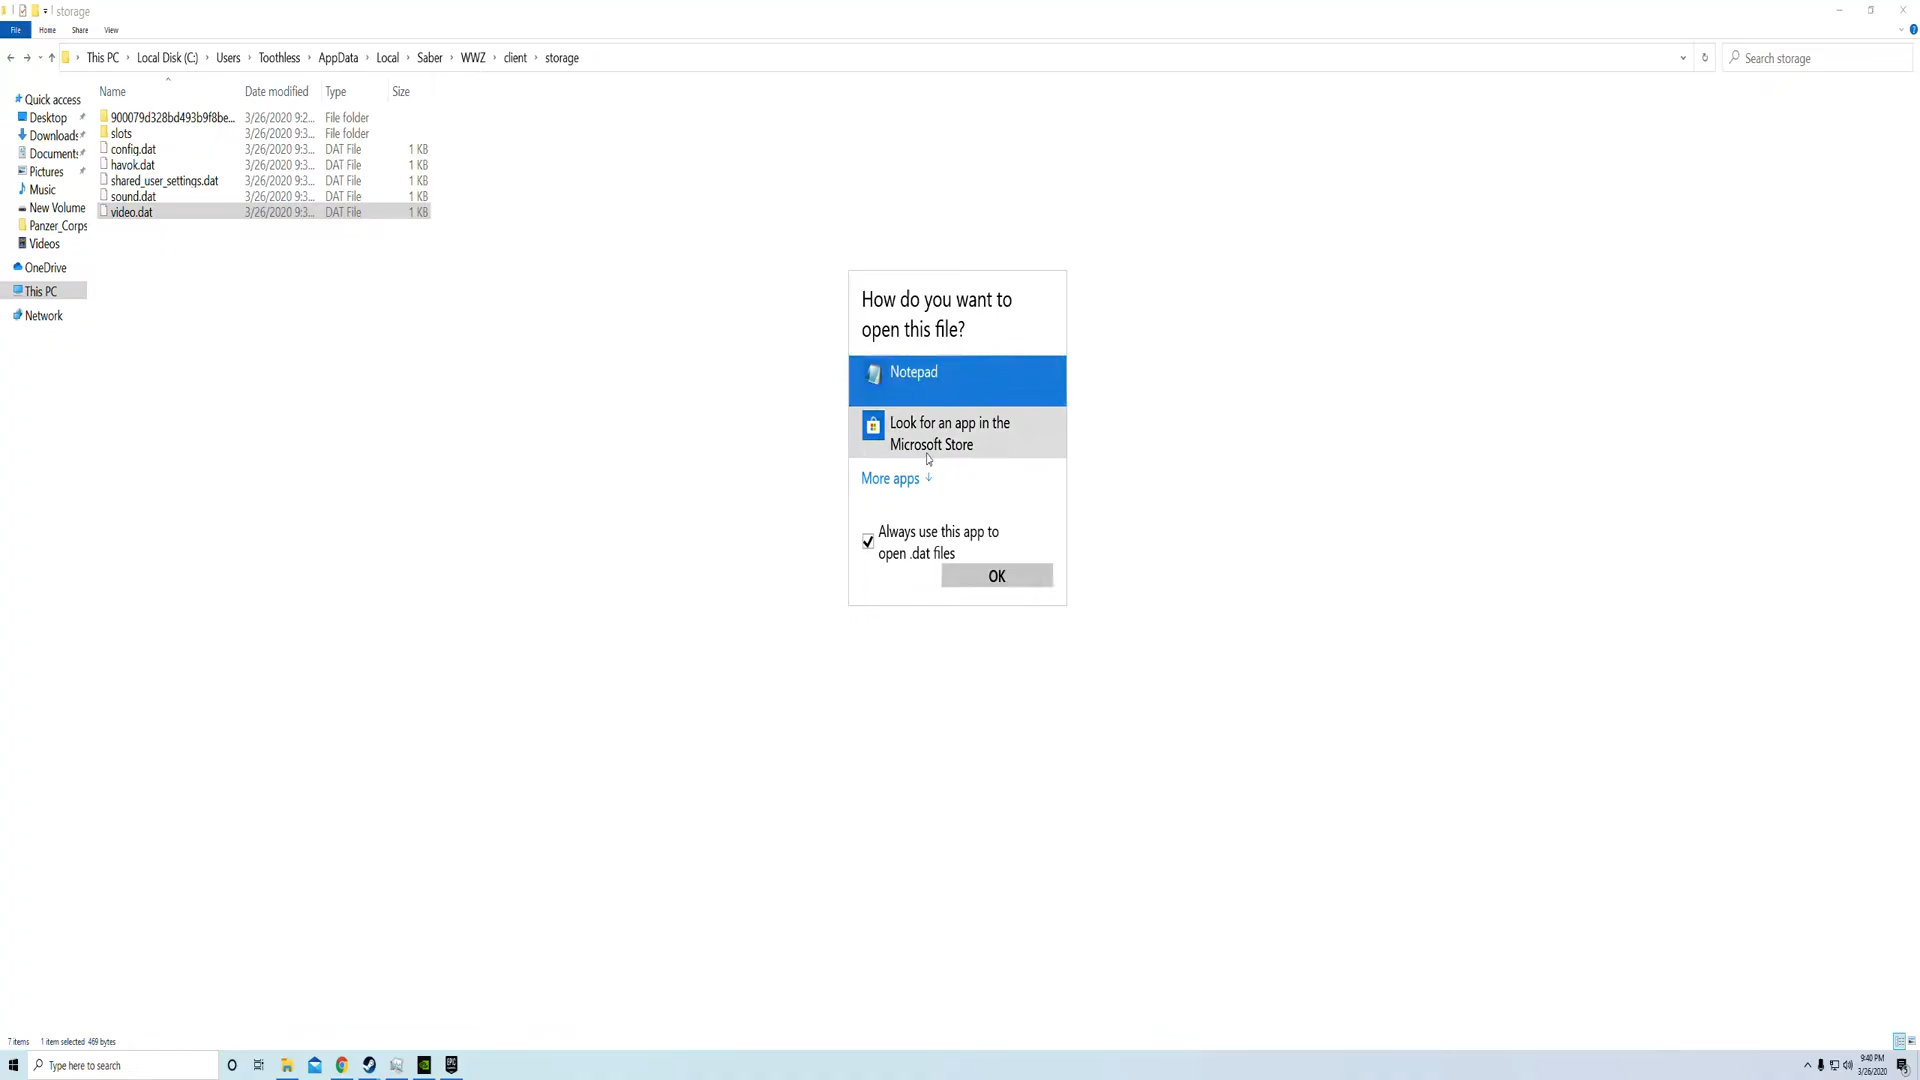 storage
File Home Share View
This PC Local Disk (C:) Users Toothless AppData Local Saber WWZ client storage
Search storage
Name Date modified Type Size
Quick access
Desktop
Downloads
Documents
Pictures
Music
New Volume
Panzer_Corps
Videos
OneDrive
This PC
Network
900079d328bd493b9f8be... 3/26/2020 9:2... File folder
slots 3/26/2020 9:3... File folder
config.dat 3/26/2020 9:3... DAT File 1 KB
havok.dat 3/26/2020 9:3... DAT File 1 KB
shared_user_settings.dat 3/26/2020 9:3... DAT File 1 KB
sound.dat 3/26/2020 9:3... DAT File 1 KB
video.dat 3/26/2020 9:3... DAT File 1 KB
How do you want to
open this file?
Notepad
Look for an app in the
Microsoft Store
More apps
Always use this app to
open .dat files
OK
7 items 1 item selected 469 bytes
Type here to search
EPIC
9:40 PM
3/26/2020